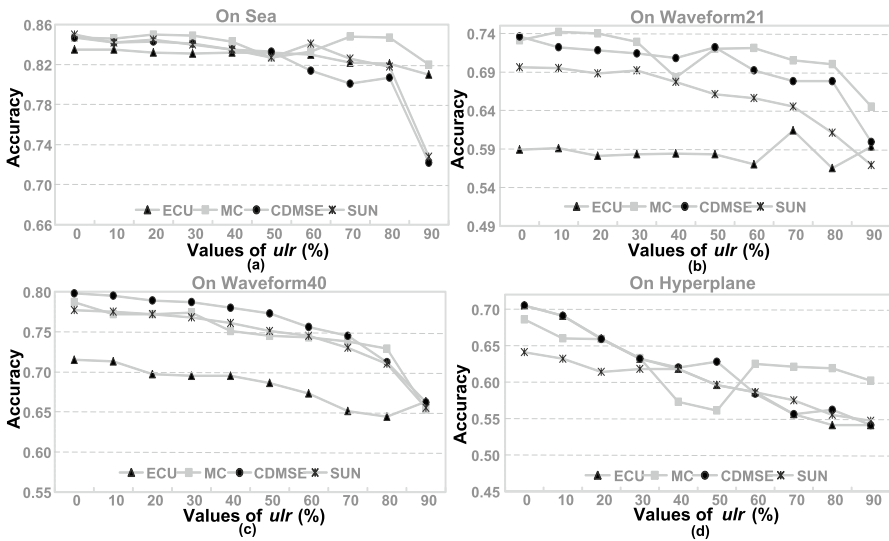 On Sea
Accuracy
0.86
0.82
0.78
0.74
0.70
0.66
ECU MC CDMSE SUN
0 10 20 30 40 50 60 70 80 90
Values of ulr (%)
(a)
On Waveform21
Accuracy
0.74
0.69
0.64
0.59
0.54
0.49
ECU MC CDMSE SUN
0 10 20 30 40 50 60 70 80 90
Values of ulr (%)
(b)
On Waveform40
Accuracy
0.80
0.75
0.70
0.65
0.60
0.55
ECU MC CDMSE SUN
0 10 20 30 40 50 60 70 80 90
Values of ulr (%)
(c)
On Hyperplane
Accuracy
0.70
0.65
0.60
0.55
0.50
0.45
ECU MC CDMSE SUN
0 10 20 30 40 50 60 70 80 90
Values of ulr (%)
(d)